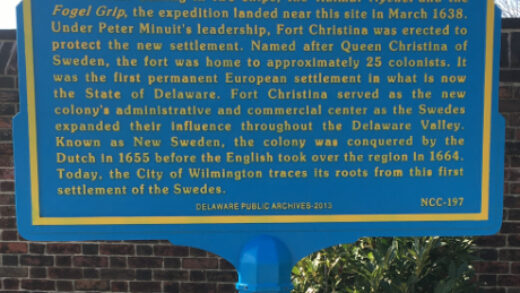 Fogel Grip, the expedition landed near this site in March 1638.
Under Peter Minuit's leadership, Fort Christina was erected to
protect the new settlement. Named after Queen Christina of
Sweden, the fort was home to approximately 25 colonists. It
was the first permanent European settlement in what is now
the State of Delaware. Fort Christina served as the new
colony's administrative and commercial center as the Swedes
expanded their influence throughout the Delaware Valley.
Known as New Sweden, the colony was conquered by the
Dutch in 1655 before the English took over the region in 1664.
Today, the City of Wilmington traces its roots from this first
settlement of the Swedes.
DELAWARE PUBLIC ARCHIVES-2013
NCC-197